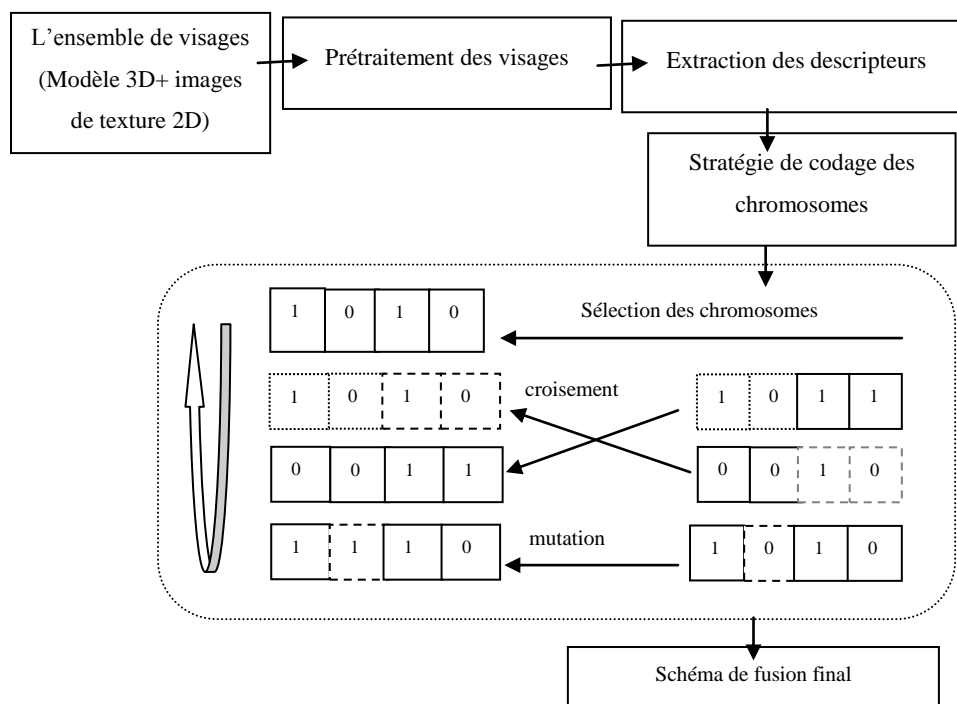 L’ensemble de visages
(Modèle 3D+ images
de texture 2D)
Prétraitement des visages
Extraction des descripteurs
Stratégie de codage des
chromosomes
1 0 1 0
Sélection des chromosomes
1 0 1 0
croisement
1 0 1 1
0 0 1 1
0 0 1 0
1 1 1 0
mutation
1 0 1 0
Schéma de fusion final